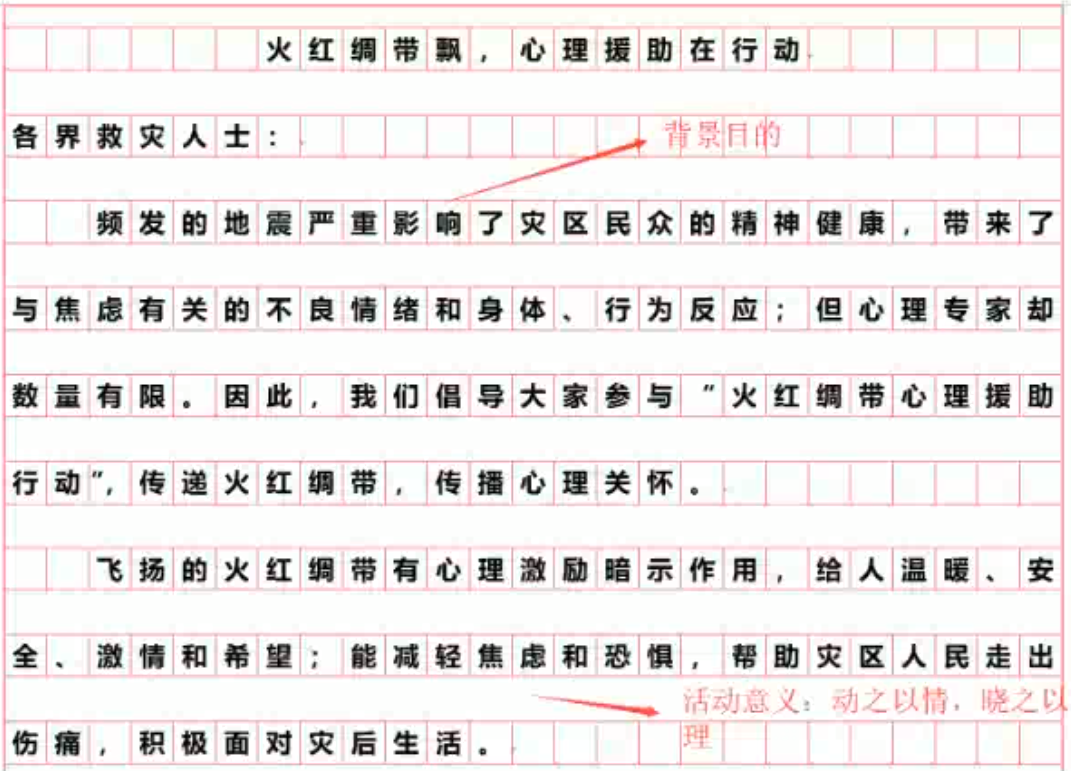 火红绸带飘，心理援助在行动
各界救灾人士：
背景目的
频发的地震严重影响了灾区民众的精神健康，带来了
与焦虑有关的不良情绪和身体、行为反应；但心理专家却
数量有限。因此，我们倡导大家参与“火红绸带心理援助
行动”，传递火红绸带，传播心理关怀。
飞扬的火红绸带有心理激励暗示作用，给人温暖、安
全、激情和希望；能减轻焦虑和恐惧，帮助灾区人民走出
活动意义：动之以情，晓之以
理
伤痛，积极面对灾后生活。